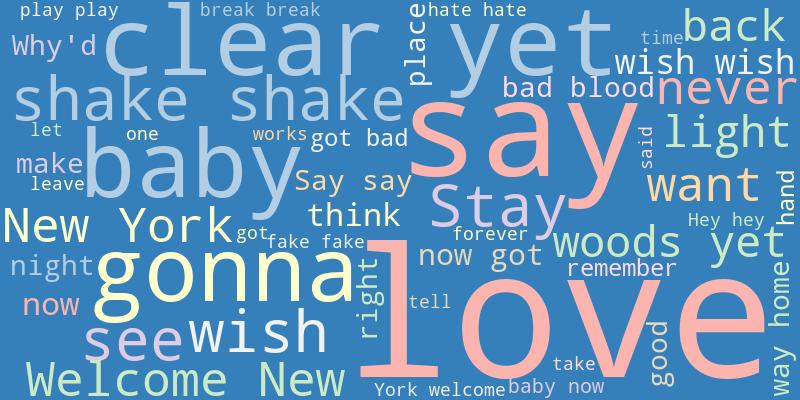 play play
break break
hate hate
Why'd
clear yet
place
time
back
wish wish
shake shake
bad blood
never
let
one
works
got bad
say
said
light
make
baby
leave
Say say
want
hand
New York
think
Stay
Hey hey
got
fake fake
forever
woods yet
night
gonna
now got
remember
right
love
now
tell
way home
see
wish
good
Welcome New
take
York welcome
baby now